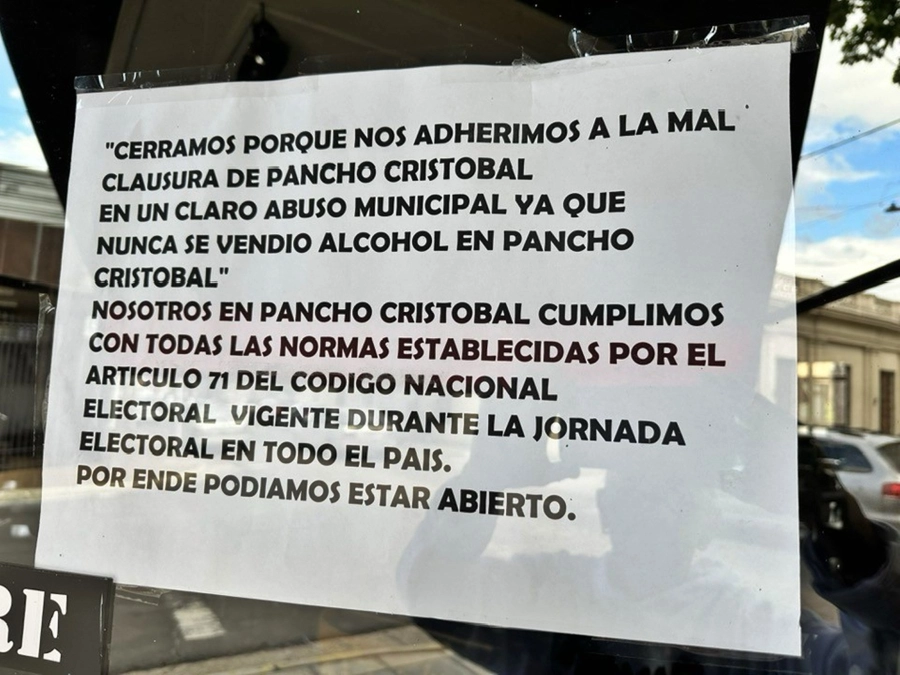 "CERRAMOS PORQUE NOS ADHERIMOS A LA MAL
CLAUSURA DE PANCHO CRISTOBAL
EN UN CLARO ABUSO MUNICIPAL YA QUE
NUNCA SE VENDIO ALCOHOL EN PANCHO
CRISTOBAL"
NOSOTROS EN PANCHO CRISTOBAL CUMPLIMOS
CON TODAS LAS NORMAS ESTABLECIDAS POR EL
ARTICULO 71 DEL CODIGO NACIONAL
ELECTORAL VIGENTE DURANTE LA JORNADA
ELECTORAL EN TODO EL PAIS.
POR ENDE PODIAMOS ESTAR ABIERTO.
RE